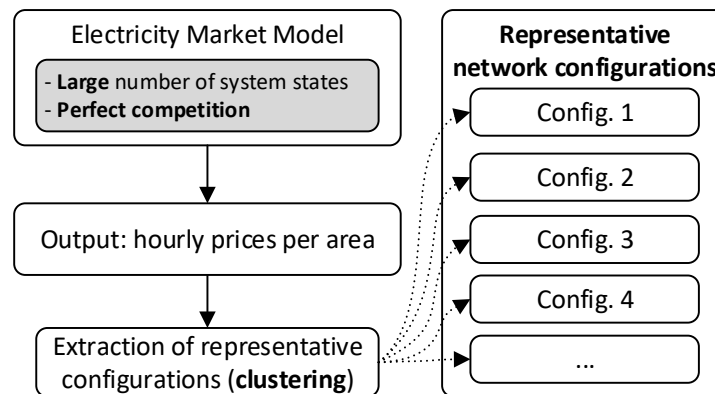 Electricity Market Model
- Large number of system states
- Perfect competition
Output: hourly prices per area
Extraction of representative
configurations (clustering)
Representative
network configurations
Config. 1
Config. 2
Config. 3
Config. 4
...